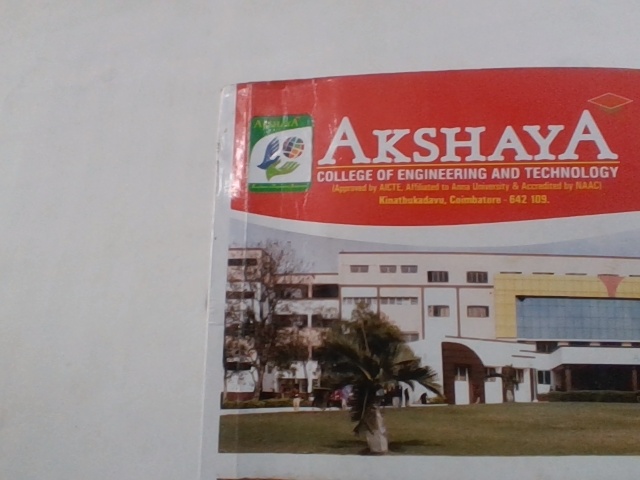 AKSHAYA
COLLEGE OF ENGINEERING AND TECHNOLOGY
(Approved by AICTE, Affiliated to Anna University & Accredited by NAAC)
Kinathukadavu, Coimbatore - 642 109.